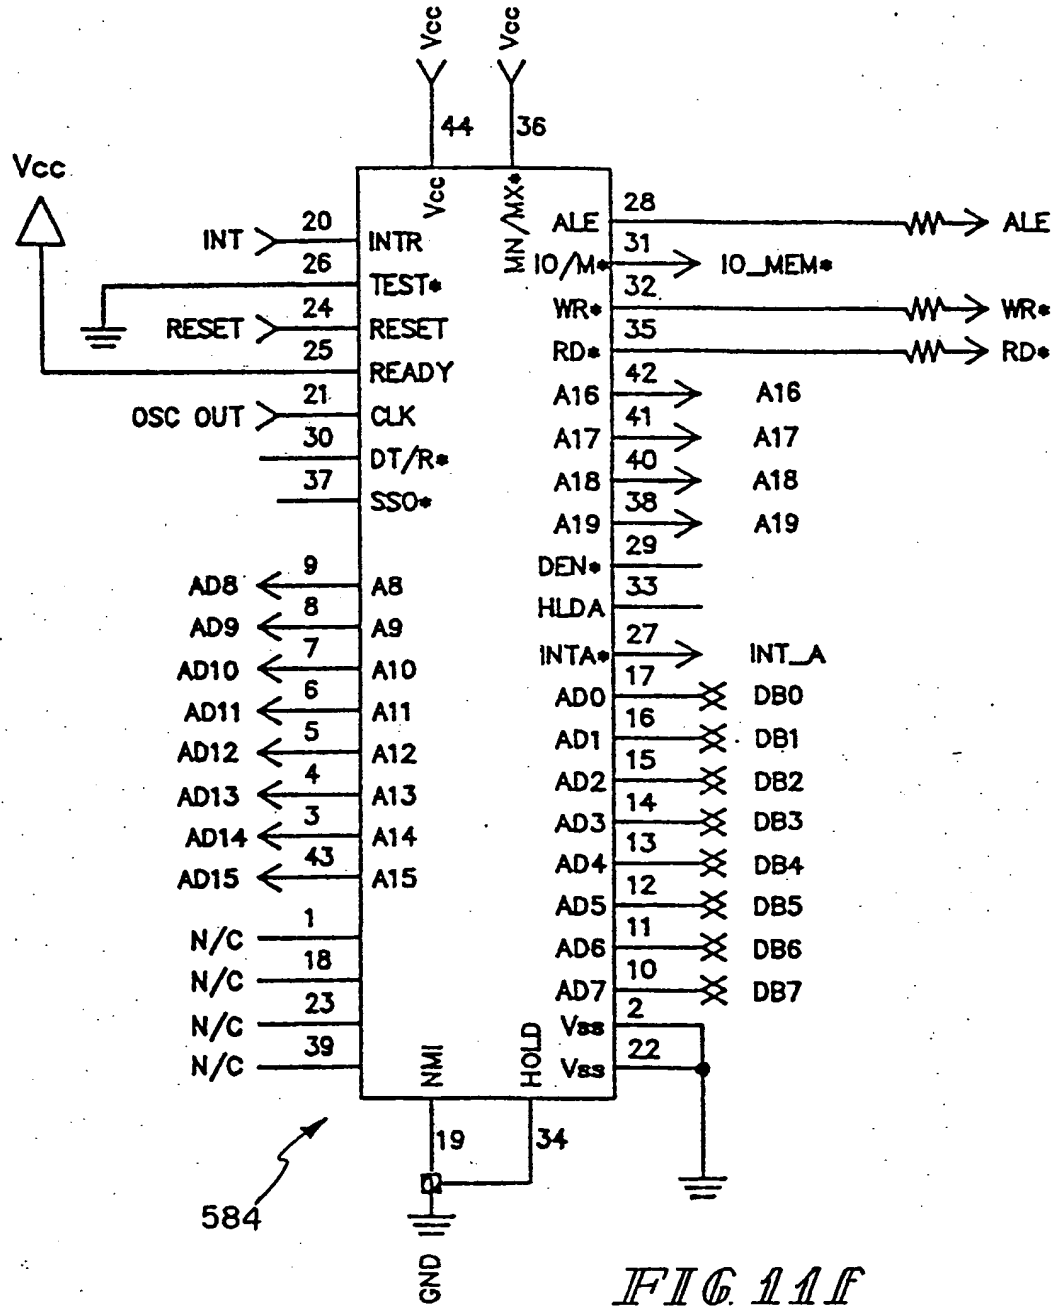 Vcc Vcc
44 36
Vcc
Vcc MN/MX*
INT 20 INTR
26 TEST*
RESET 24 RESET
25 READY
OSC OUT 21 CLK
30 DT/R*
37 SSO*
AD8 9 A8
AD9 8 A9
AD10 7 A10
AD11 6 A11
AD12 5 A12
AD13 4 A13
AD14 3 A14
AD15 43 A15
N/C 1
N/C 18
N/C 23
N/C 39
ALE 28 ALE
IO/M* 31 IO_MEM*
WR* 32 WR*
RD* 35 RD*
A16 42 A16
A17 41 A17
A18 40 A18
A19 38 A19
DEN* 29
HLDA 33
INTA* 27 INT_A
AD0 17 DB0
AD1 16 DB1
AD2 15 DB2
AD3 14 DB3
AD4 13 DB4
AD5 12 DB5
AD6 11 DB6
AD7 10 DB7
Vss 2
Vss 22
NMI HOLD
19 34
584
GND
FIG. 11f